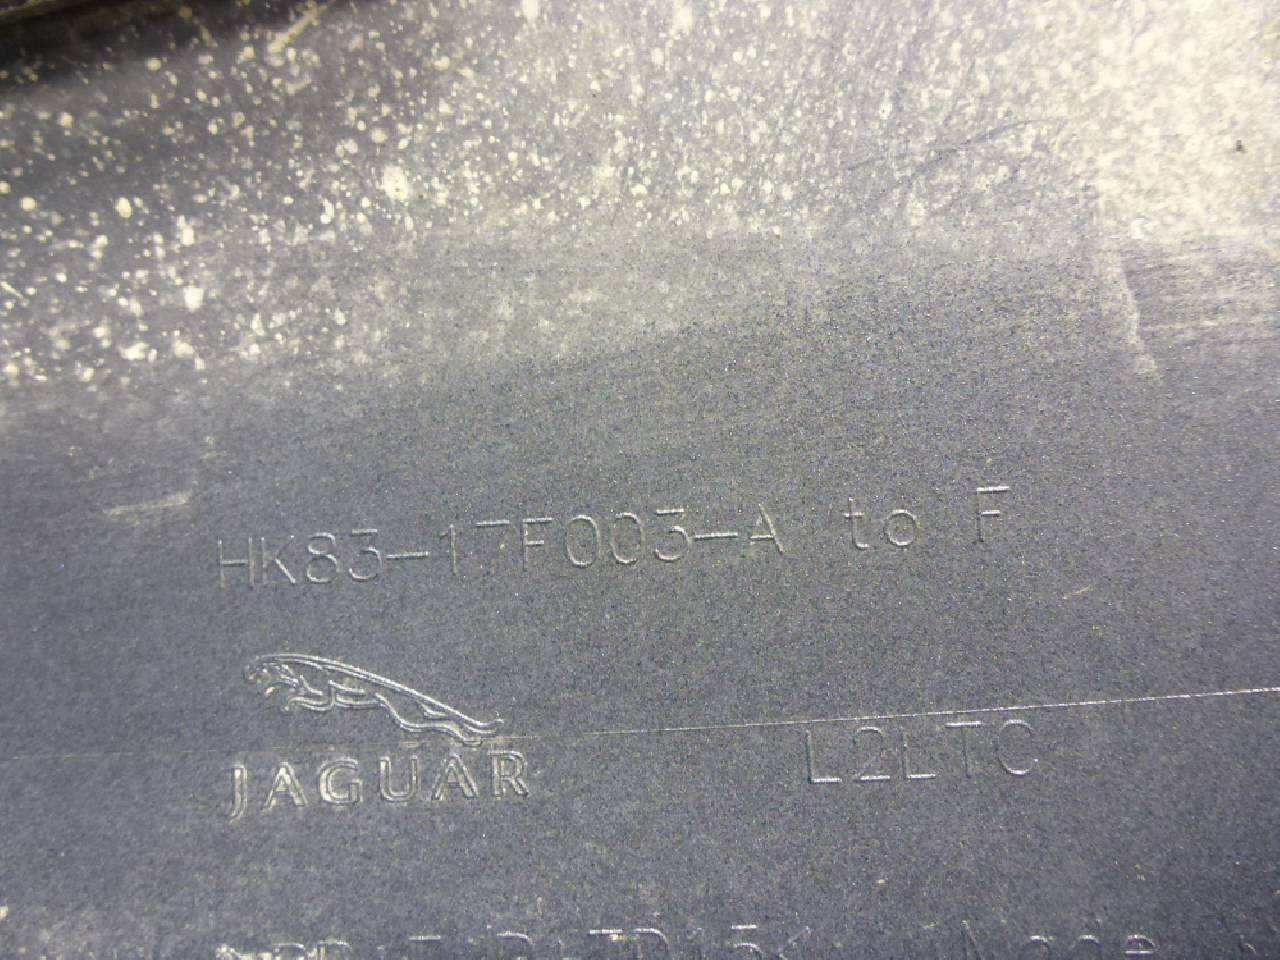 HK83-17F003-A to F
JAGUAR
L2LTC